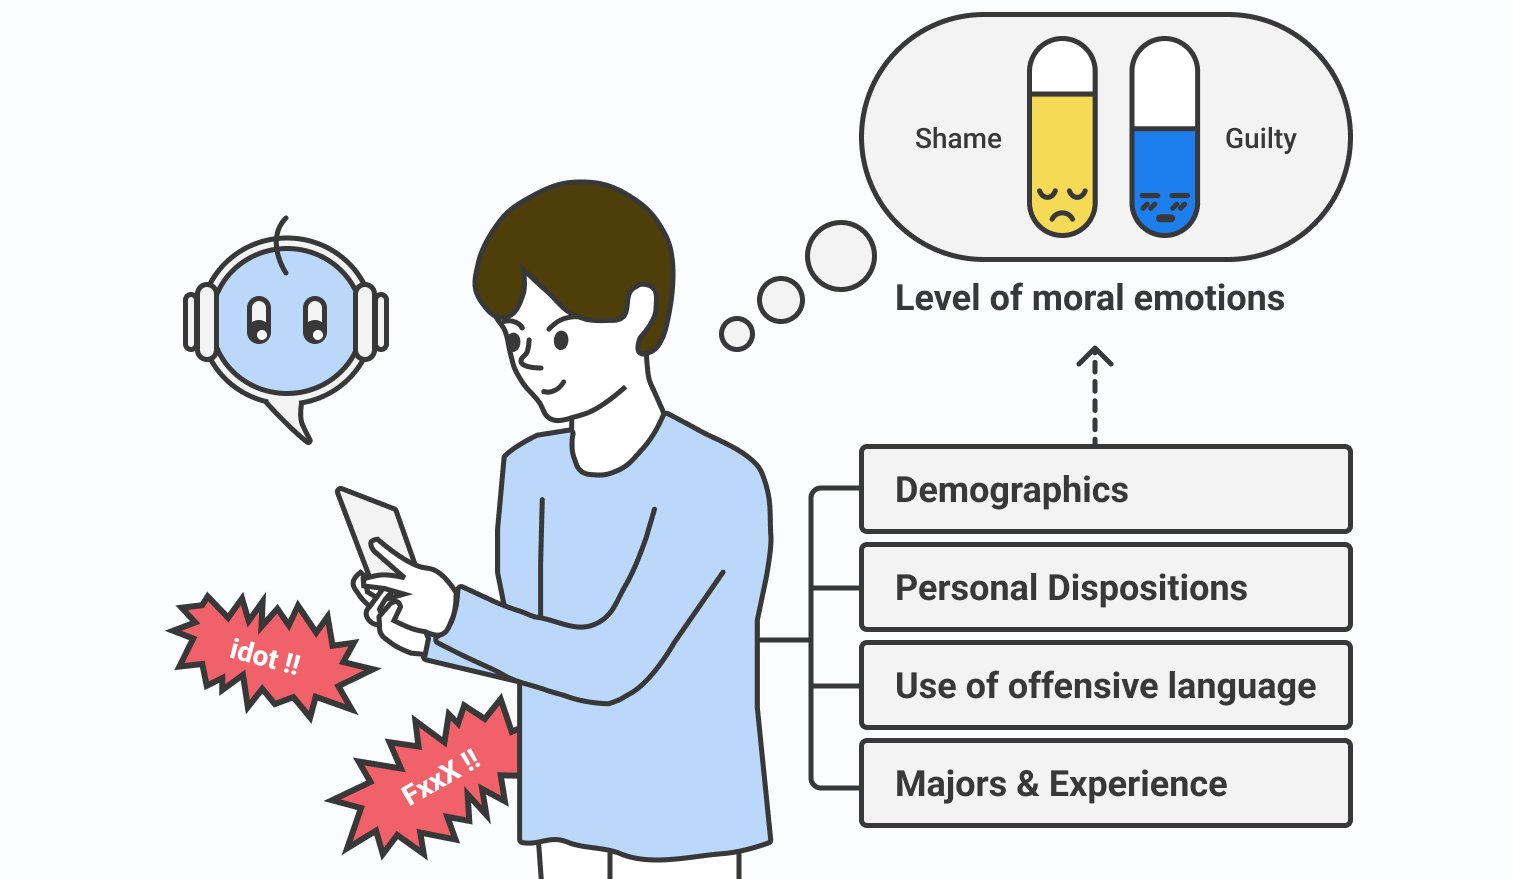 Shame
Guilty
Level of moral emotions
Demographics
Personal Dispositions
Use of offensive language
Majors & Experience
idot !!
FxxX !!